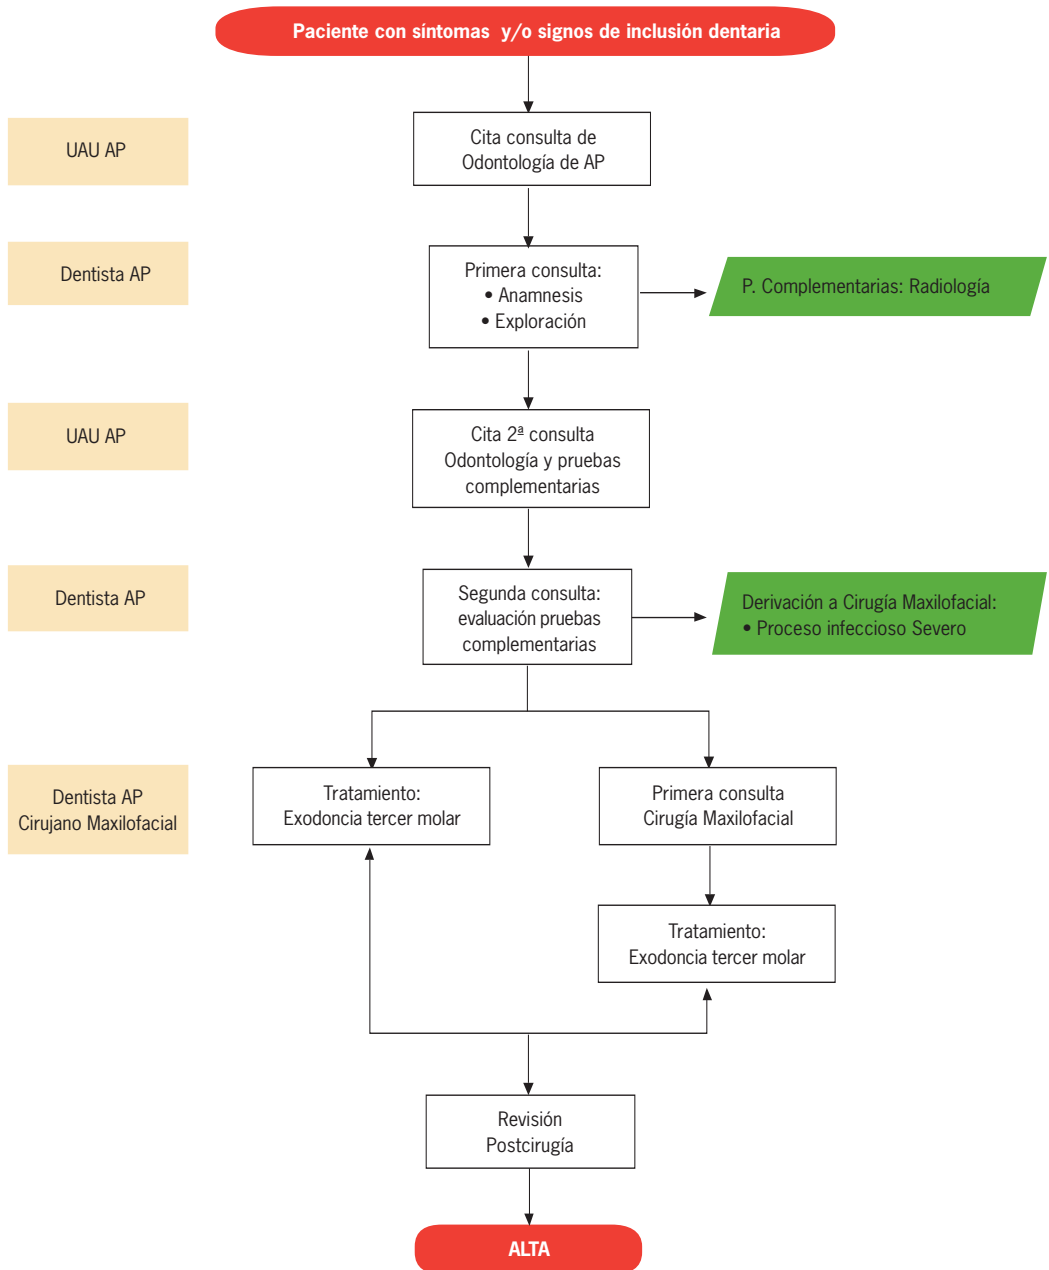 Paciente con síntomas y/o signos de inclusión dentaria
UAU AP
Cita consulta de
Odontología de AP
Dentista AP
Primera consulta:
• Anamnesis
• Exploración
P. Complementarias: Radiología
UAU AP
Cita 2ª consulta
Odontología y pruebas
complementarias
Dentista AP
Segunda consulta:
evaluación pruebas
complementarias
Derivación a Cirugía Maxilofacial:
• Proceso infeccioso Severo
Dentista AP
Cirujano Maxilofacial
Tratamiento:
Exodoncia tercer molar
Primera consulta
Cirugía Maxilofacial
Tratamiento:
Exodoncia tercer molar
Revisión
Postcirugía
ALTA